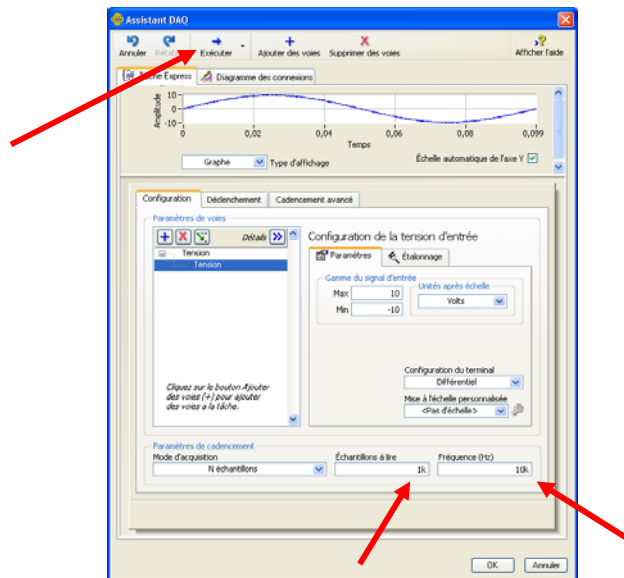 Assistant DAQ
Annuler Rétablir Exécuter Ajouter des voies Supprimer des voies Afficher l'aide
Tâche Express Diagramme des connexions
Amplitude
10
0
-10
0 0,02 0,04 0,06 0,08 0,099
Temps
Graphe Type d'affichage Échelle automatique de l'axe Y
Configuration Déclenchement Cadencement avancé
Paramètres de voies
Détails
Tension
Tension
Cliquez sur le bouton Ajouter
des voies (+) pour ajouter
des voies a la tâche.
Configuration de la tension d'entrée
Paramètres Étalonnage
Gamme du signal d'entrée
Max 10
Min -10
Unités après échelle
Volts
Configuration du terminal
Différentiel
Mise à l'échelle personnalisée
<Pas d'échelle>
Paramètres de cadencement
Mode d'acquisition Échantillons à lire Fréquence (Hz)
N échantillons 1k 10k
OK Annuler